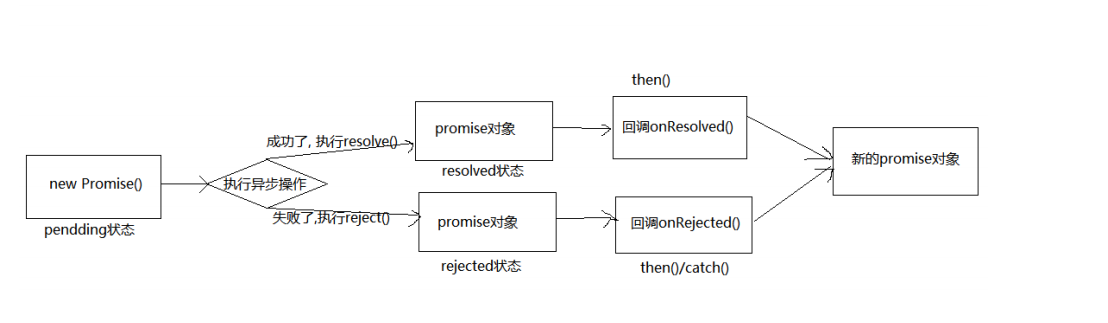 new Promise()
pendding状态
执行异步操作
成功了, 执行resolve()
promise对象
resolved状态
then()
回调onResolved()
失败了,执行reject()
promise对象
rejected状态
回调onRejected()
then()/catch()
新的promise对象